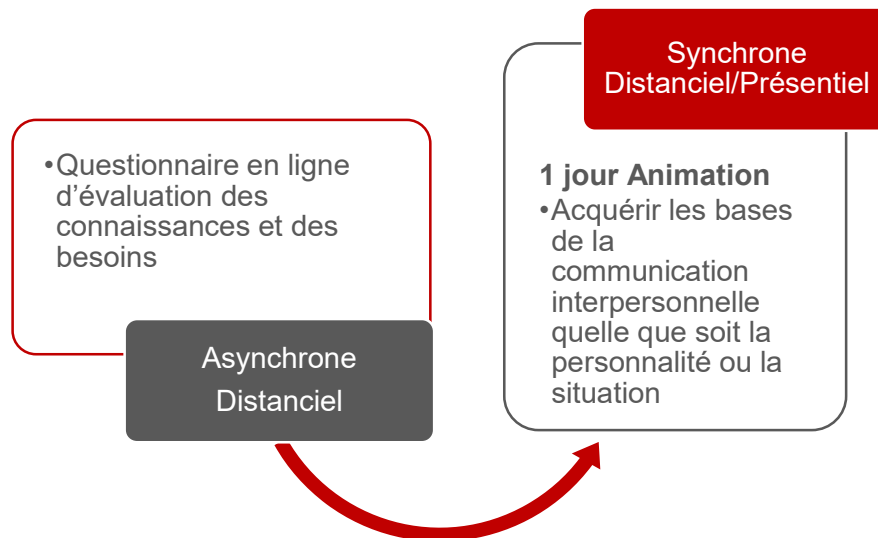 •Questionnaire en ligne
d’évaluation des
connaissances et des
besoins
Asynchrone
Distanciel
Synchrone
Distanciel/Présentiel
1 jour Animation
•Acquérir les bases
de la
communication
interpersonnelle
quelle que soit la
personnalité ou la
situation